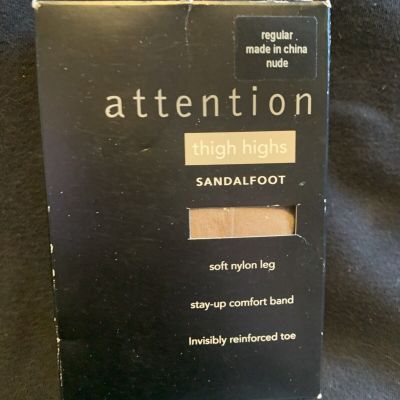 regular
made in china
nude
attention
thigh highs
SANDALFOOT
soft nylon leg
stay-up comfort band
Invisibly reinforced toe